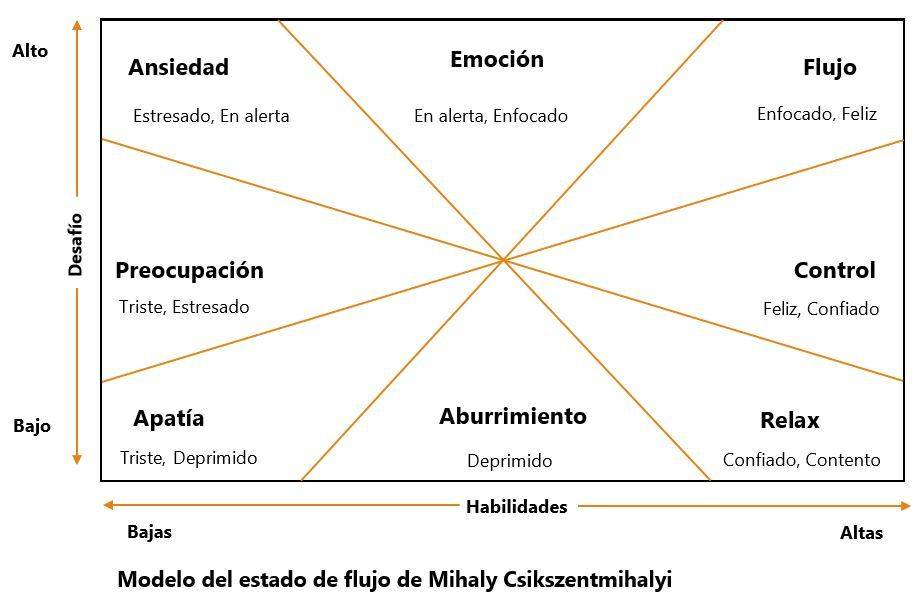 Alto
Ansiedad
Emoción
Flujo
Estresado, En alerta
En alerta, Enfocado
Enfocado, Feliz
Desafío
Preocupación
Control
Triste, Estresado
Feliz, Confiado
Bajo
Apatía
Aburrimiento
Relax
Triste, Deprimido
Deprimido
Confiado, Contento
Habilidades
Bajas
Altas
Modelo del estado de flujo de Mihaly Csikszentmihalyi